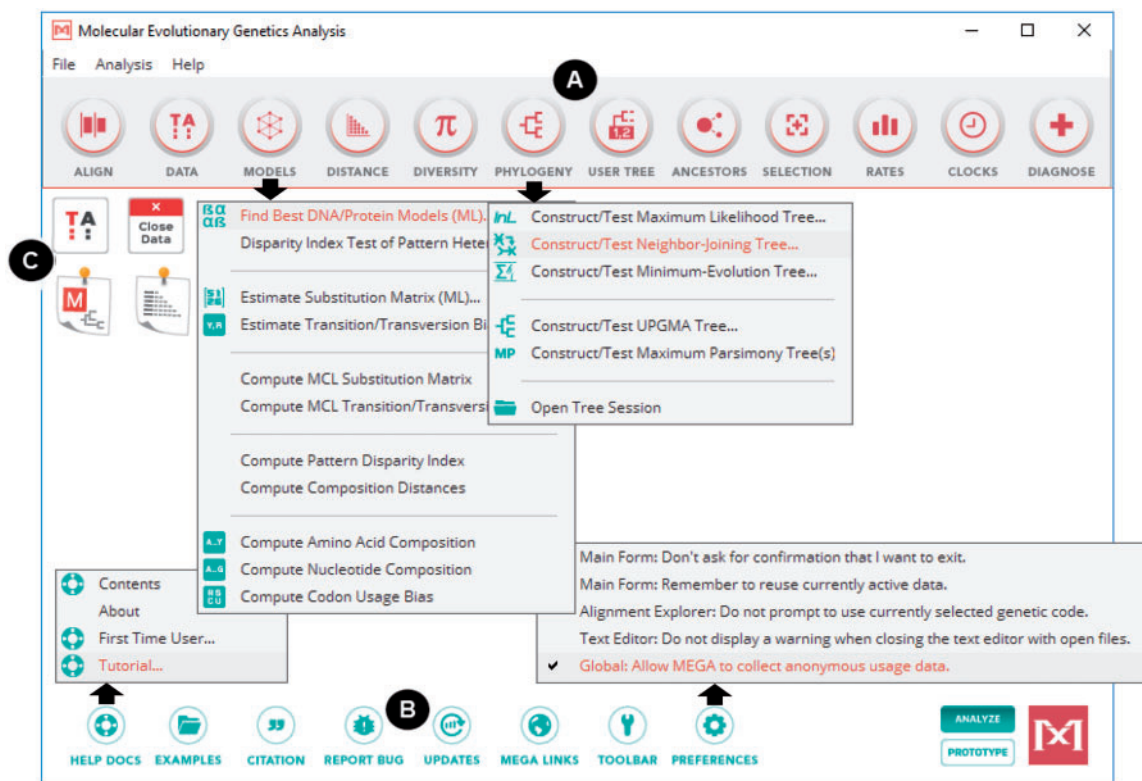 Molecular Evolutionary Genetics Analysis
File Analysis Help
A
ALIGN DATA MODELS DISTANCE DIVERSITY PHYLOGENY USER TREE ANCESTORS SELECTION RATES CLOCKS DIAGNOSE
C
TA
Close
Data
M
Find Best DNA/Protein Models (ML)..
Disparity Index Test of Pattern Hete
Estimate Substitution Matrix (ML)...
Estimate Transition/Transversion Bi
Compute MCL Substitution Matrix
Compute MCL Transition/Transversi
Compute Pattern Disparity Index
Compute Composition Distances
Compute Amino Acid Composition
Compute Nucleotide Composition
Compute Codon Usage Bias
lnL Construct/Test Maximum Likelihood Tree...
Construct/Test Neighbor-Joining Tree...
Construct/Test Minimum-Evolution Tree...
Construct/Test UPGMA Tree...
MP Construct/Test Maximum Parsimony Tree(s)
Open Tree Session
Contents
About
First Time User...
Tutorial...
Main Form: Don't ask for confirmation that I want to exit.
Main Form: Remember to reuse currently active data.
Alignment Explorer: Do not prompt to use currently selected genetic code.
Text Editor: Do not display a warning when closing the text editor with open files.
Global: Allow MEGA to collect anonymous usage data.
B
HELP DOCS EXAMPLES CITATION REPORT BUG UPDATES MEGA LINKS TOOLBAR PREFERENCES
ANALYZE
PROTOTYPE